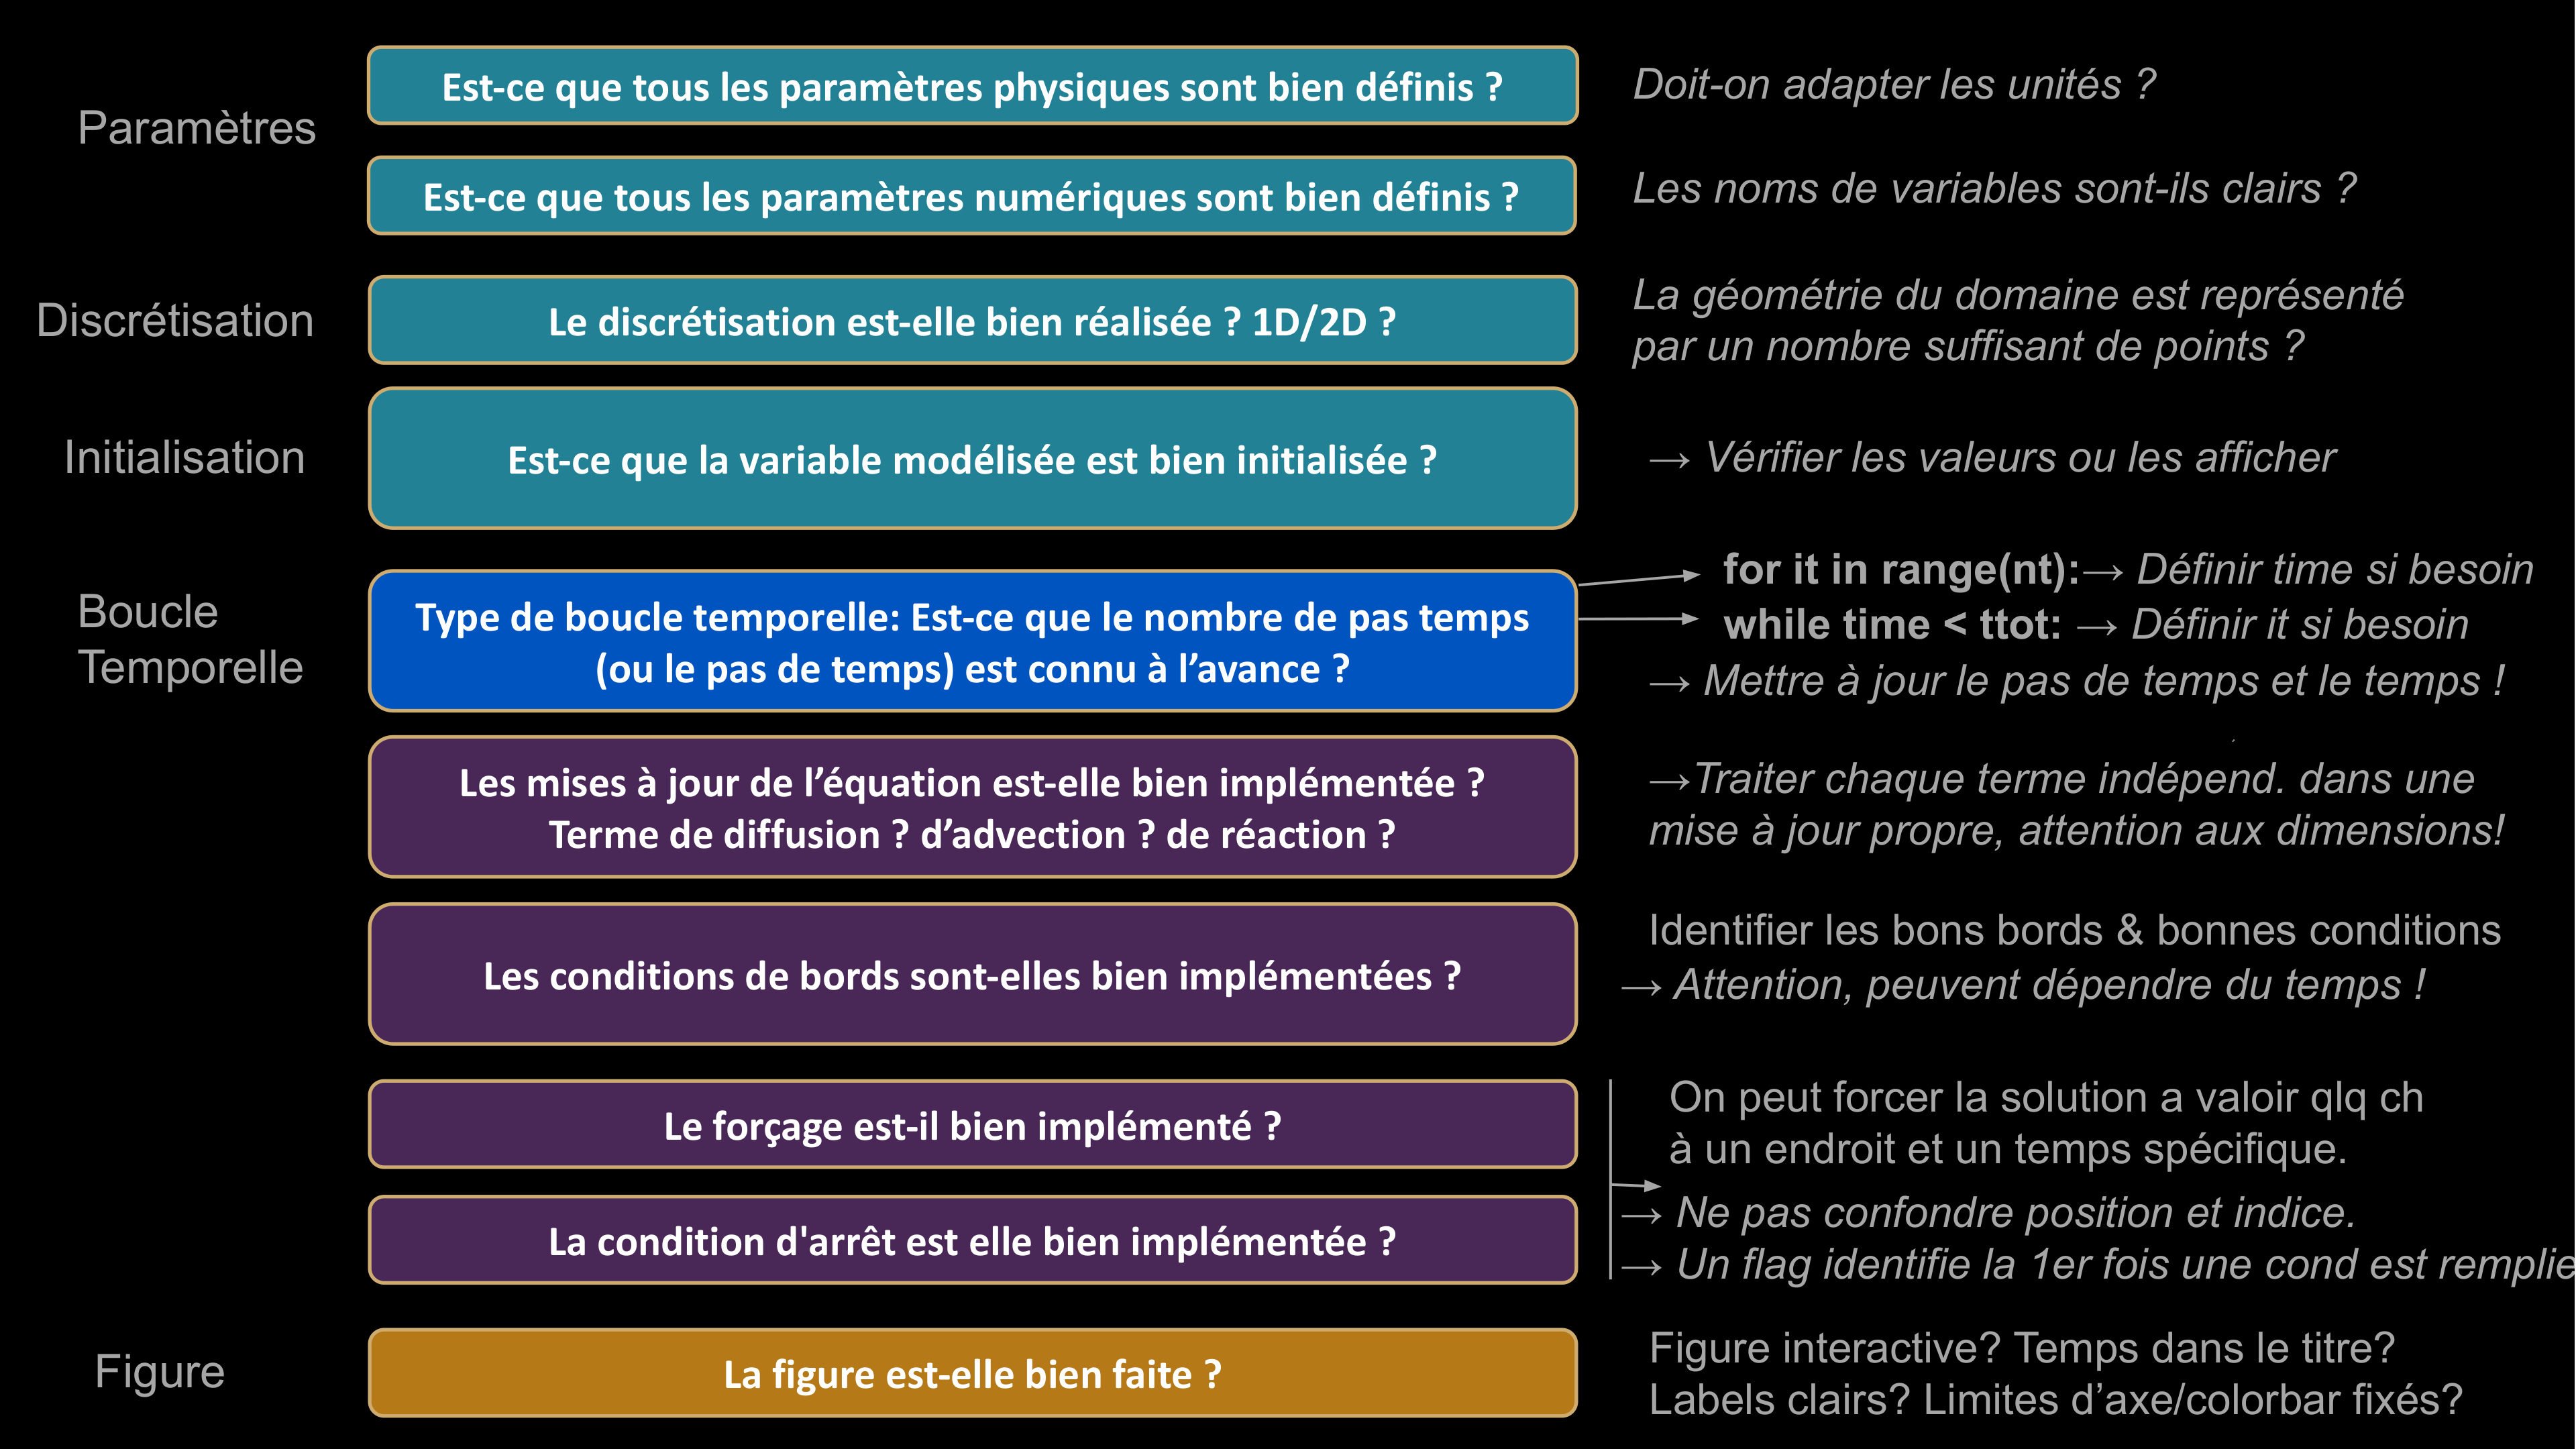 Paramètres
Est-ce que tous les paramètres physiques sont bien définis ?
Doit-on adapter les unités ?
Est-ce que tous les paramètres numériques sont bien définis ?
Les noms de variables sont-ils clairs ?
Discrétisation
Le discrétisation est-elle bien réalisée ? 1D/2D ?
La géométrie du domaine est représenté
par un nombre suffisant de points ?
Initialisation
Est-ce que la variable modélisée est bien initialisée ?
→ Vérifier les valeurs ou les afficher
Boucle
Temporelle
Type de boucle temporelle: Est-ce que le nombre de pas temps
(ou le pas de temps) est connu à l’avance ?
for it in range(nt):→ Définir time si besoin
while time < ttot: → Définir it si besoin
→ Mettre à jour le pas de temps et le temps !
Les mises à jour de l’équation est-elle bien implémentée ?
Terme de diffusion ? d’advection ? de réaction ?
→Traiter chaque terme indépend. dans une
mise à jour propre, attention aux dimensions!
Les conditions de bords sont-elles bien implémentées ?
Identifier les bons bords & bonnes conditions
→ Attention, peuvent dépendre du temps !
Le forçage est-il bien implémenté ?
On peut forcer la solution a valoir qlq ch
à un endroit et un temps spécifique.
La condition d'arrêt est elle bien implémentée ?
→ Ne pas confondre position et indice.
→ Un flag identifie la 1er fois une cond est remplie
Figure
La figure est-elle bien faite ?
Figure interactive? Temps dans le titre?
Labels clairs? Limites d’axe/colorbar fixés?